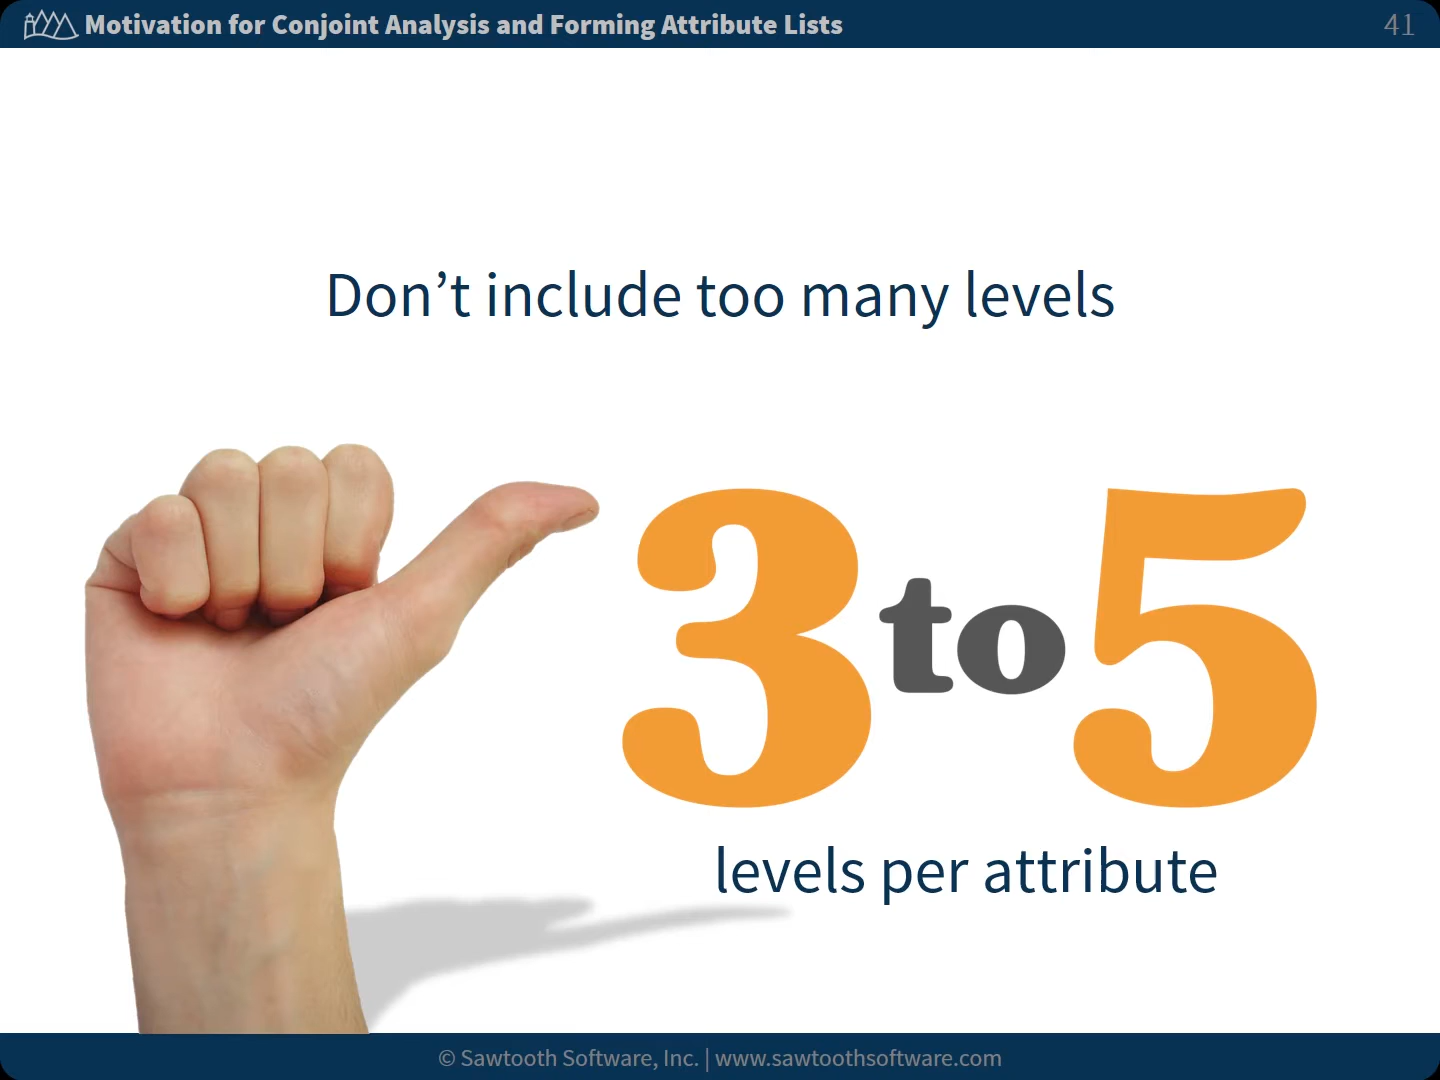 Motivation for Conjoint Analysis and Forming Attribute Lists
41
Don’t include too many levels
3 to 5
levels per attribute
© Sawtooth Software, Inc. | www.sawtoothsoftware.com